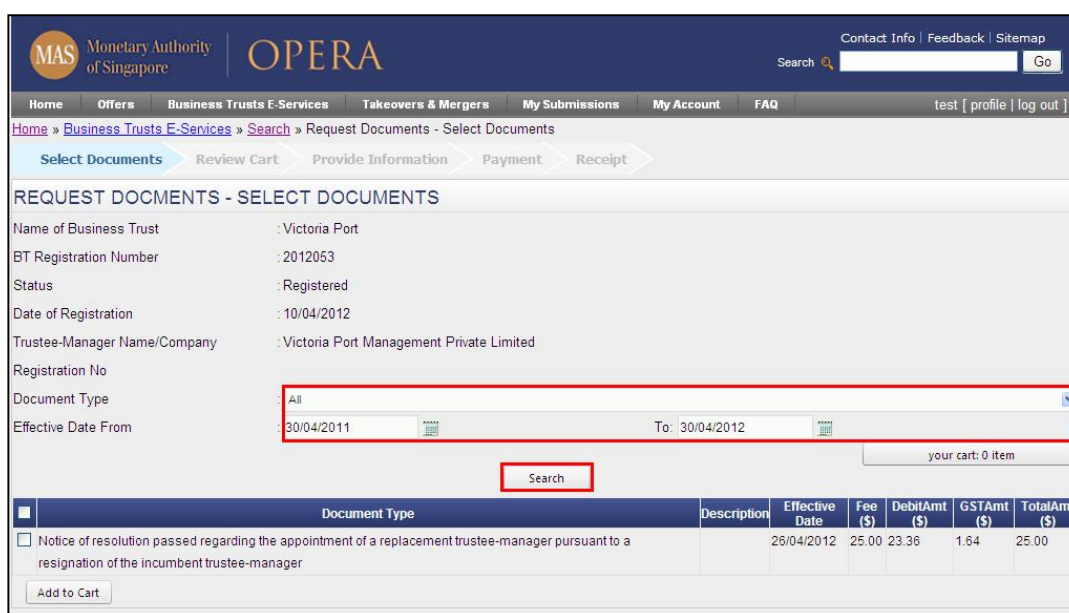 Contact Info | Feedback | Sitemap
MAS Monetary Authority of Singapore OPERA
Search Go
Home Offers Business Trusts E-Services Takeovers & Mergers My Submissions My Account FAQ test [ profile | log out ]
Home » Business Trusts E-Services » Search » Request Documents - Select Documents
Select Documents Review Cart Provide Information Payment Receipt
REQUEST DOCMENTS - SELECT DOCUMENTS
Name of Business Trust : Victoria Port
BT Registration Number : 2012053
Status : Registered
Date of Registration : 10/04/2012
Trustee-Manager Name/Company : Victoria Port Management Private Limited
Registration No
Document Type : All
Effective Date From : 30/04/2011 To: 30/04/2012
your cart: 0 item
Search
Document Type Description Effective Date Fee ($) DebitAmt ($) GSTAmt ($) TotalAm ($)
Notice of resolution passed regarding the appointment of a replacement trustee-manager pursuant to a 26/04/2012 25.00 23.36 1.64 25.00
resignation of the incumbent trustee-manager
Add to Cart